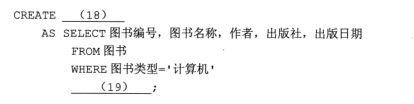 CREATE (18)
AS SELECT 图书编号, 图书名称, 作者, 出版社, 出版日期
FROM 图书
WHERE 图书类型='计算机'
(19) ;